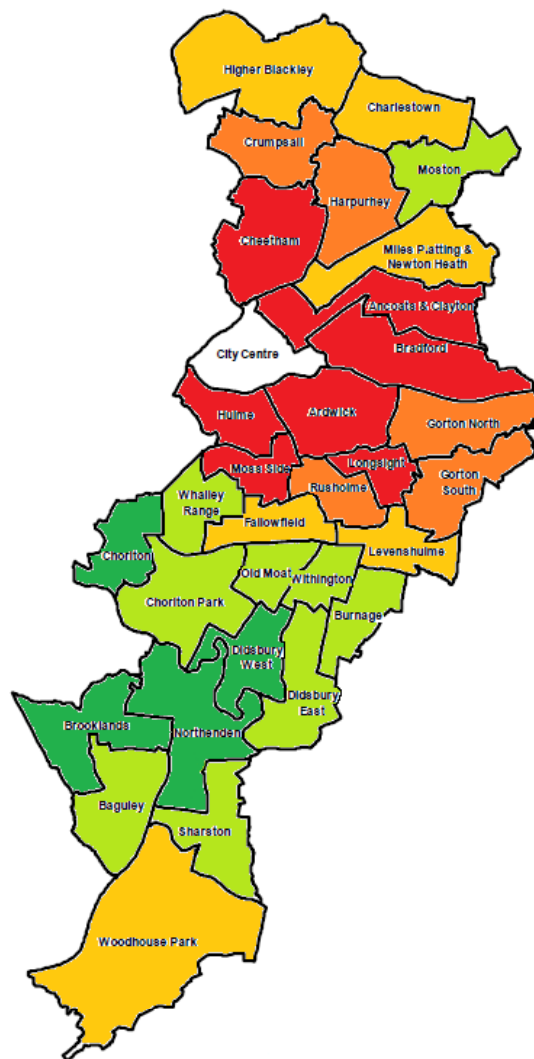 Higher Blackley
Charlestown
Crumpsall
Moston
Harpurhey
Cheetham
Miles Platting &
Newton Heath
Ancoats & Clayton
Bradford
City Centre
Hulme
Ardwick
Gorton North
Moss Side
Longsight
Gorton
South
Rusholme
Whalley
Range
Fallowfield
Chorlton
Levenshulme
Old Moat
Withington
Chorlton Park
Burnage
Didsbury
West
Didsbury
East
Brooklands
Northenden
Baguley
Sharston
Woodhouse Park